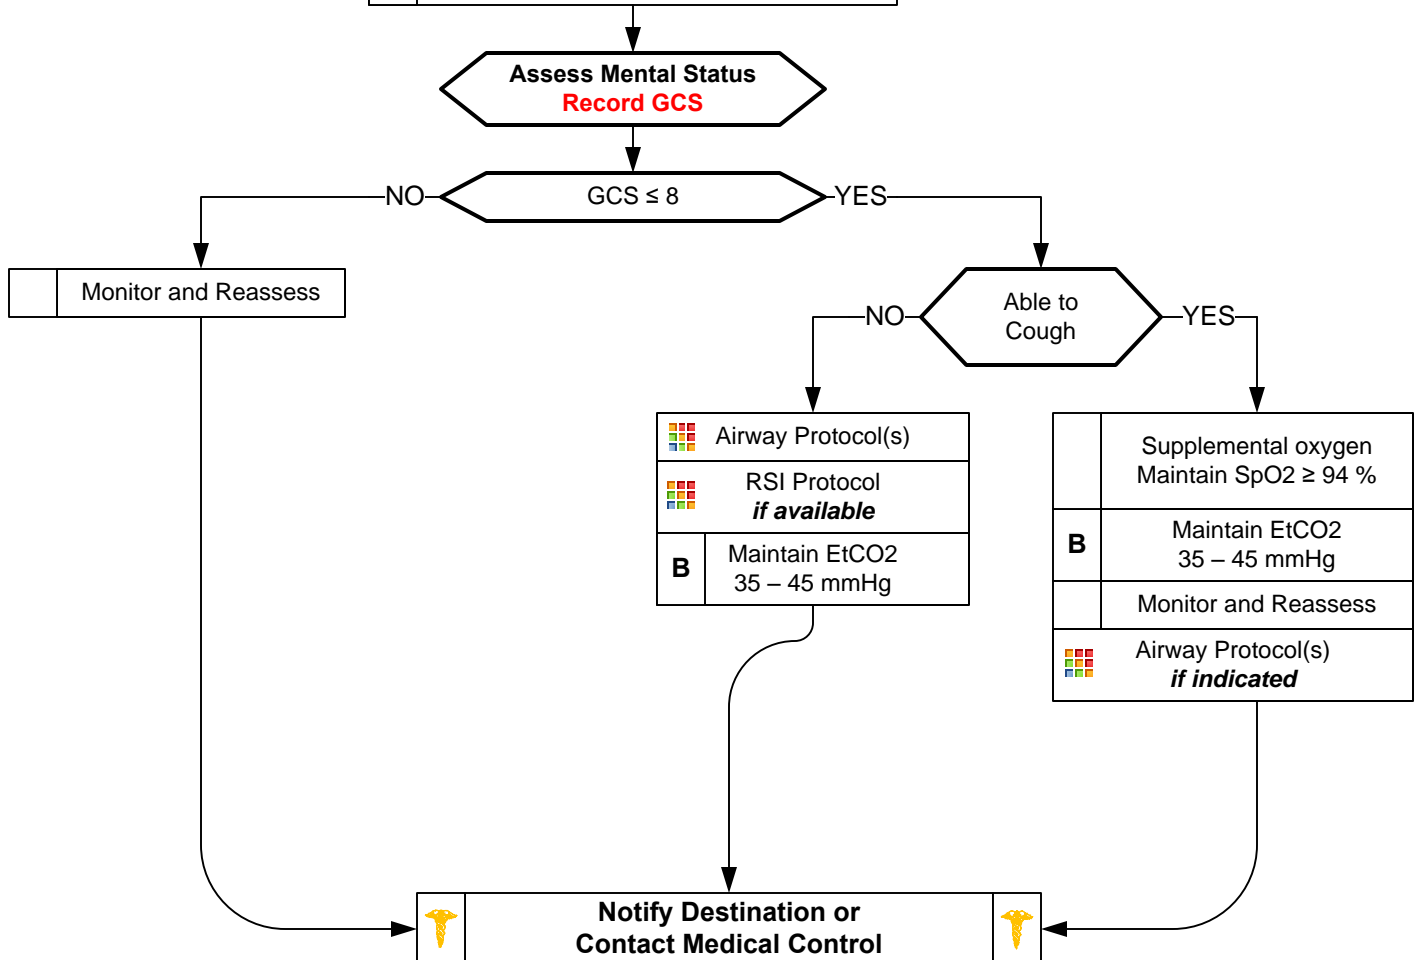 Assess Mental Status
Record GCS
NO
GCS ≤ 8
YES
Monitor and Reassess
Able to
Cough
NO
YES
Airway Protocol(s)
RSI Protocol
if available
B
Maintain EtCO2
35 – 45 mmHg
Supplemental oxygen
Maintain SpO2 ≥ 94 %
B
Maintain EtCO2
35 – 45 mmHg
Monitor and Reassess
Airway Protocol(s)
if indicated
Notify Destination or
Contact Medical Control